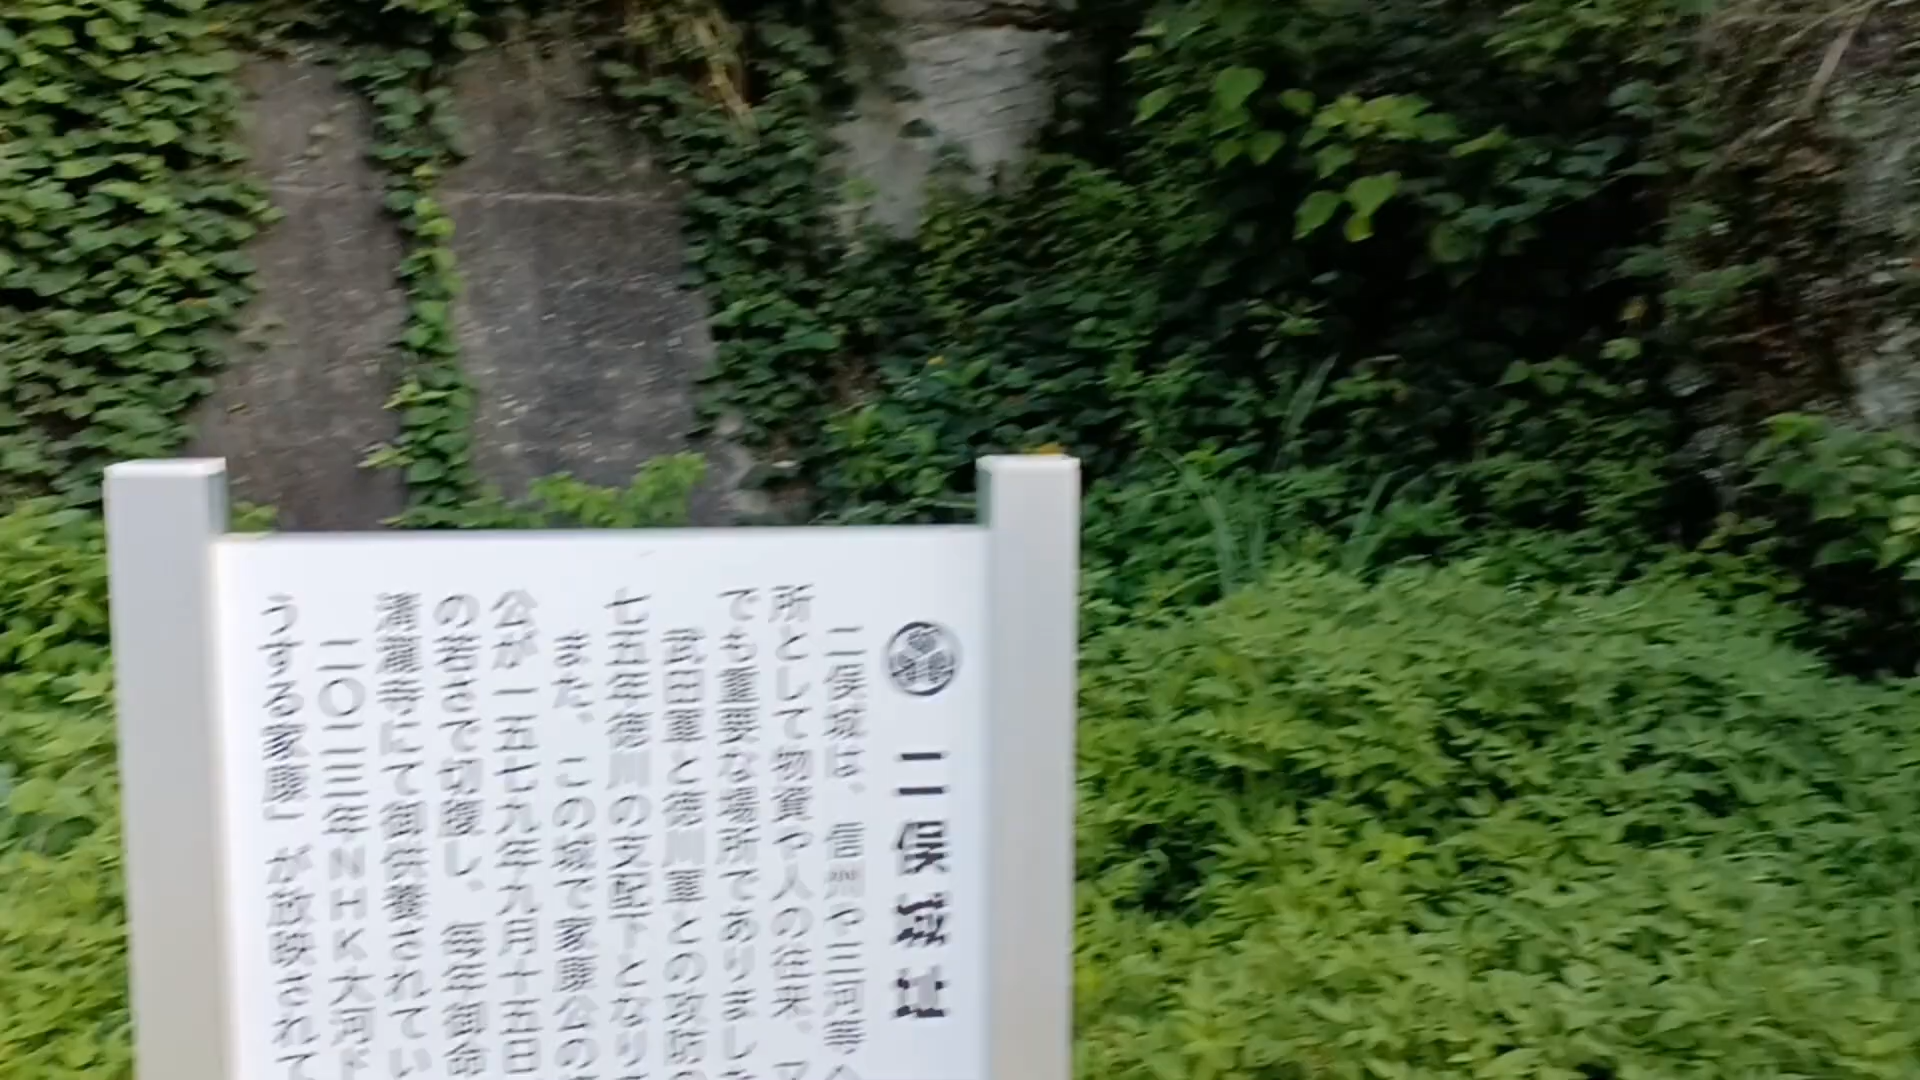 二俣城址
二俣城は、信州や三河等へ
所として物資や人の往来、
でも重要な場所でありました
武田軍と徳川軍との攻防の
七五年徳川の支配下となりま
また、この城で家康公の
公が一五七九年九月十五日
の若さで切腹し、毎年御命
清瀧寺にて御供養されてい
二〇二三年NHK大河ド
うする家康」が放映されて